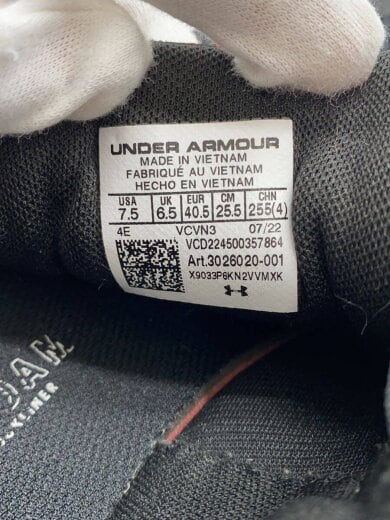 UNDER ARMOUR
MADE IN VIETNAM
FABRIQUÉ AU VIETNAM
HECHO EN VIETNAM
USA UK EUR CM CHN
7.5 6.5 40.5 25.5 255(4)
4E VCVN3 07/22
VCD224500357864
Art.3026020-001
X9033P6KN2VVMXK